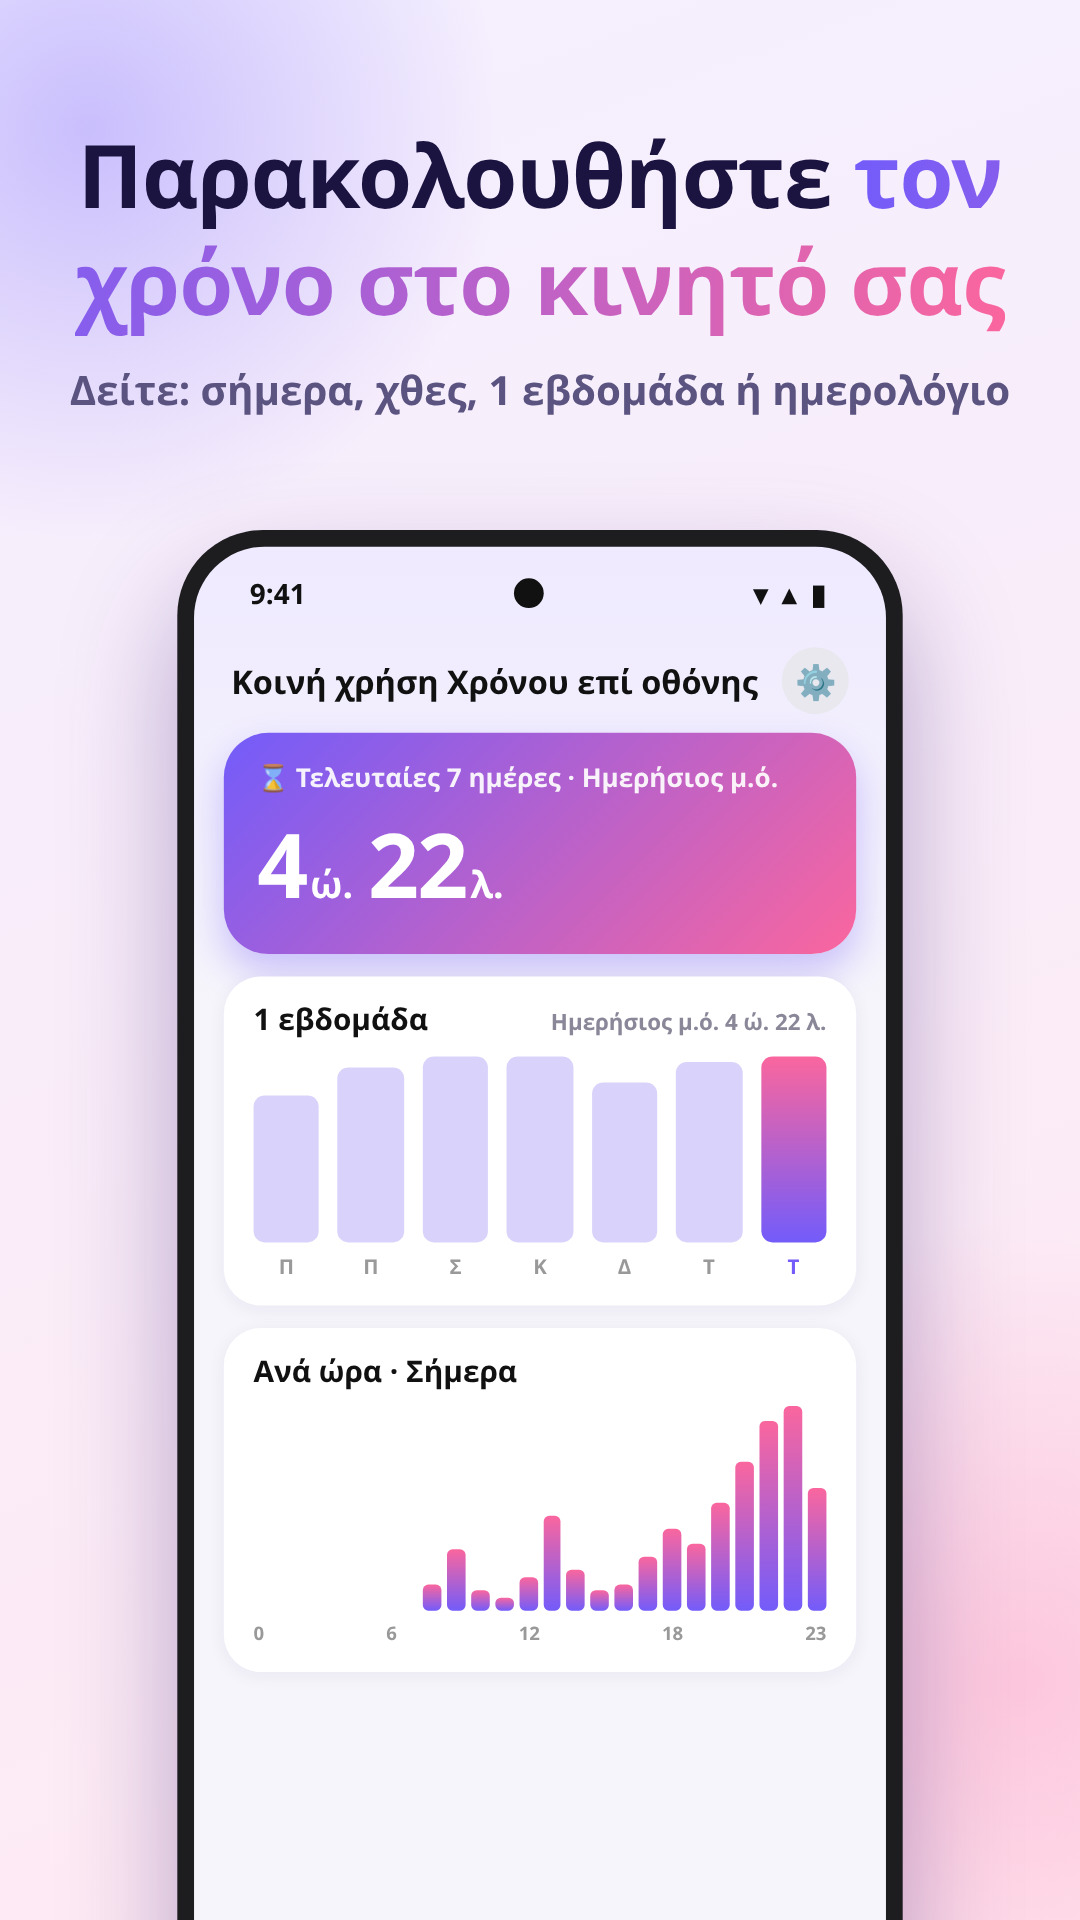 Παρακολουθήστε τον
χρόνο στο κινητό σας
Δείτε: σήμερα, χθες, 1 εβδομάδα ή ημερολόγιο
9:41
Κοινή χρήση Χρόνου επί οθόνης
Τελευταίες 7 ημέρες · Ημερήσιος μ.ό.
4ώ. 22λ.
1 εβδομάδα Ημερήσιος μ.ό. 4 ώ. 22 λ.
Π Π Σ Κ Δ Τ Τ
Ανά ώρα · Σήμερα
0 6 12 18 23